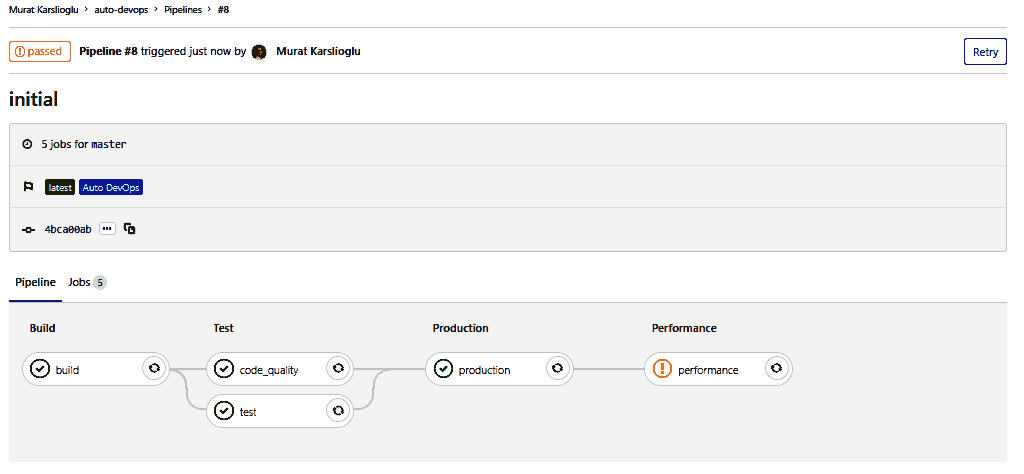 Murat Karslioglu > auto-devops > Pipelines > #8
passed Pipeline #8 triggered just now by Murat Karslioglu Retry
initial
5 jobs for master
latest Auto DevOps
4bca00ab ...
Pipeline Jobs 5
Build Test Production Performance
build code_quality production performance
test